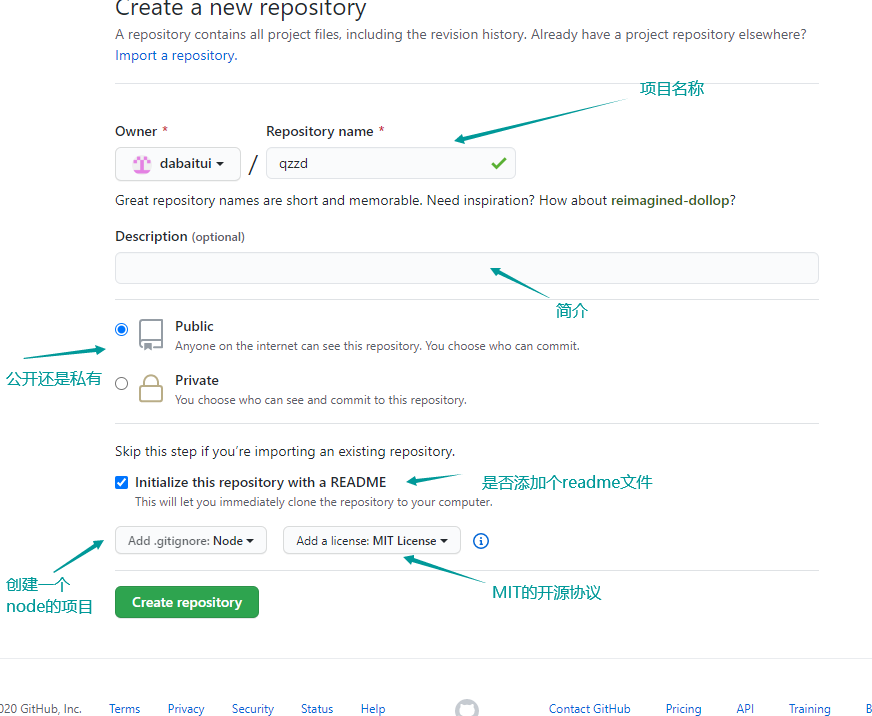 Create a new repository
A repository contains all project files, including the revision history. Already have a project repository elsewhere?
Import a repository.
项目名称
Owner *
Repository name *
dabaitui
/
qzzd
Great repository names are short and memorable. Need inspiration? How about reimagined-dollop?
Description (optional)
简介
Public
Anyone on the internet can see this repository. You choose who can commit.
公开还是私有
Private
You choose who can see and commit to this repository.
Skip this step if you’re importing an existing repository.
Initialize this repository with a README
是否添加个readme文件
This will let you immediately clone the repository to your computer.
Add .gitignore: Node
Add a license: MIT License
创建一个
node的项目
MIT的开源协议
Create repository
020 GitHub, Inc.
Terms
Privacy
Security
Status
Help
Contact GitHub
Pricing
API
Training
B